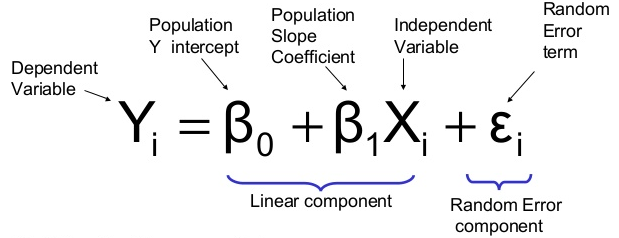 Population
Y intercept
Population
Slope
Coefficient
Independent
Variable
Random
Error
term
Dependent
Variable
Yᵢ = β₀ + β₁Xᵢ + εᵢ
Linear component
Random Error
component